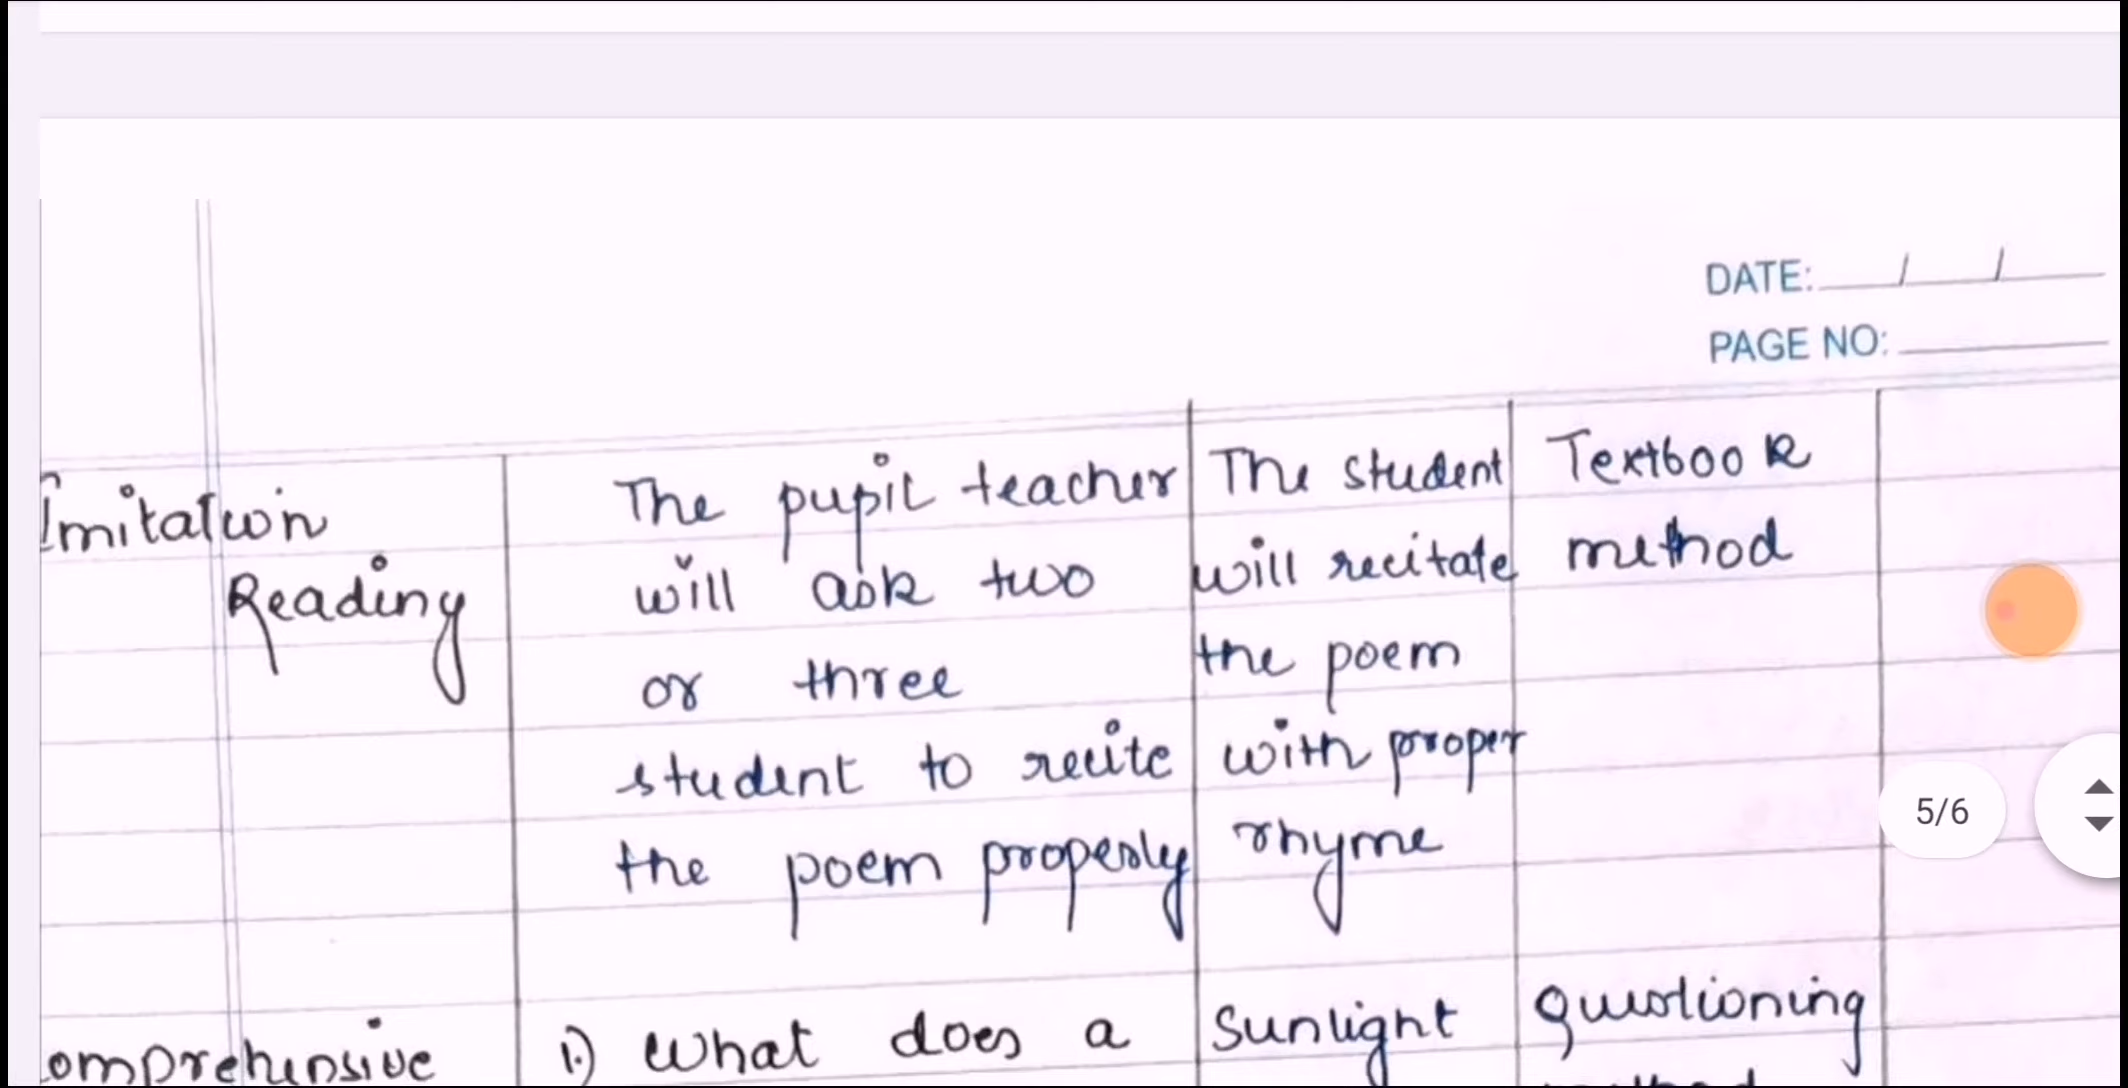 DATE: / /
PAGE NO:
Imitation
Reading
The pupil teacher
will ask two
or three
student to recite
the poem properly
The student
will recitate
the poem
with proper
rhyme
Textbook
method
5/6
omprehensive
1.) What does a
Sunlight
Questioning